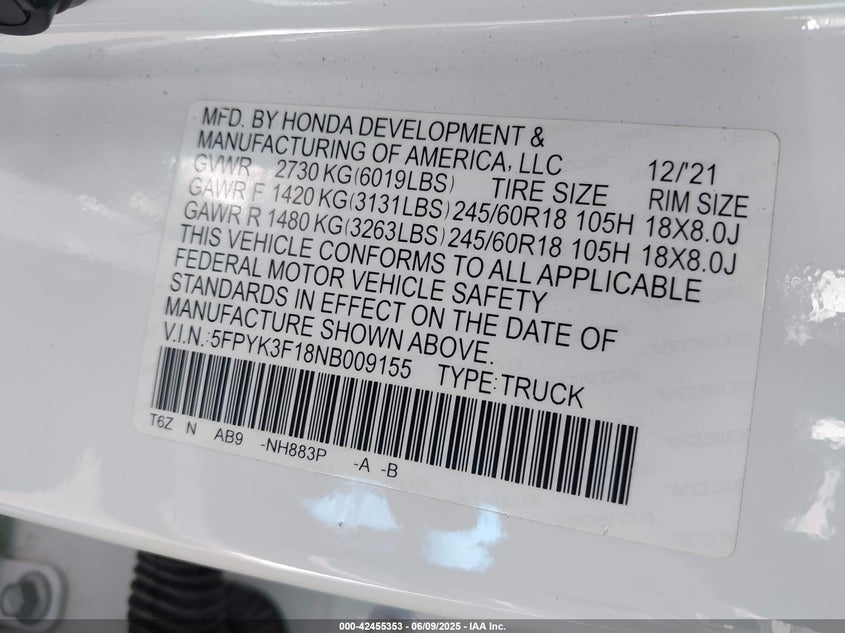 MFD. BY HONDA DEVELOPMENT &
MANUFACTURING OF AMERICA, LLC 12/'21
GVWR 2730 KG(6019LBS) TIRE SIZE RIM SIZE
GAWR F 1420 KG(3131LBS) 245/60R18 105H 18X8.0J
GAWR R 1480 KG(3263LBS) 245/60R18 105H 18X8.0J
THIS VEHICLE CONFORMS TO ALL APPLICABLE
FEDERAL MOTOR VEHICLE SAFETY
STANDARDS IN EFFECT ON THE DATE OF
MANUFACTURE SHOWN ABOVE.
V.I.N.: 5FPYK3F18NB009155 TYPE: TRUCK
T6Z N AB9 -NH883P -A -B
000-42455353 / 06/09/2025 - IAA Inc.